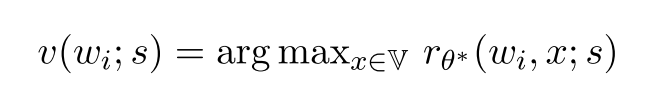 v(w_i; s) = arg max_{x∈𝕍} r_{θ*}(w_i, x; s)